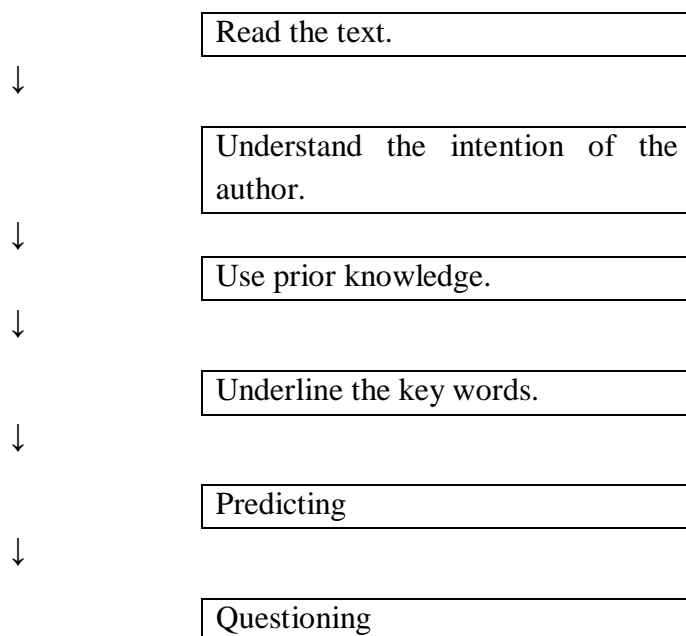 Read the text.
↓
Understand the intention of the
author.
↓
Use prior knowledge.
↓
Underline the key words.
↓
Predicting
↓
Questioning